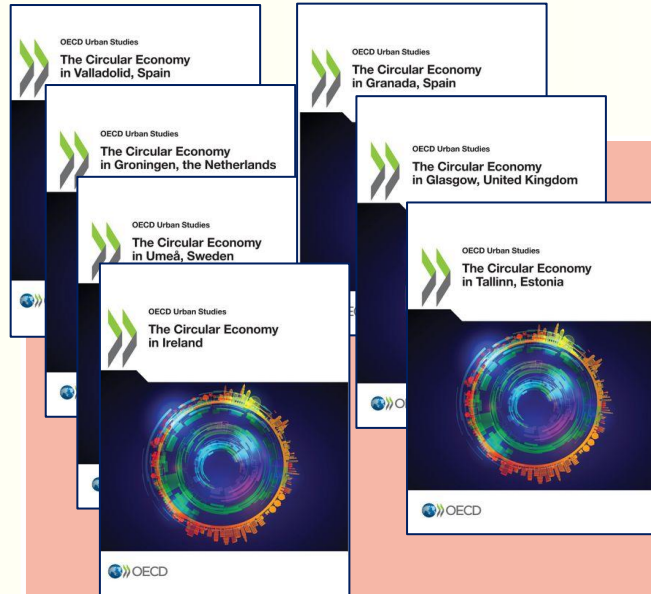 OECD Urban Studies
The Circular Economy
in Valladolid, Spain
OECD Urban Studies
The Circular Economy
in Groningen, the Netherlands
OECD Urban Studies
The Circular Economy
in Umeå, Sweden
OECD Urban Studies
The Circular Economy
in Ireland
OECD
OECD Urban Studies
The Circular Economy
in Granada, Spain
OECD Urban Studies
The Circular Economy
in Glasgow, United Kingdom
OECD Urban Studies
The Circular Economy
in Tallinn, Estonia
OECD